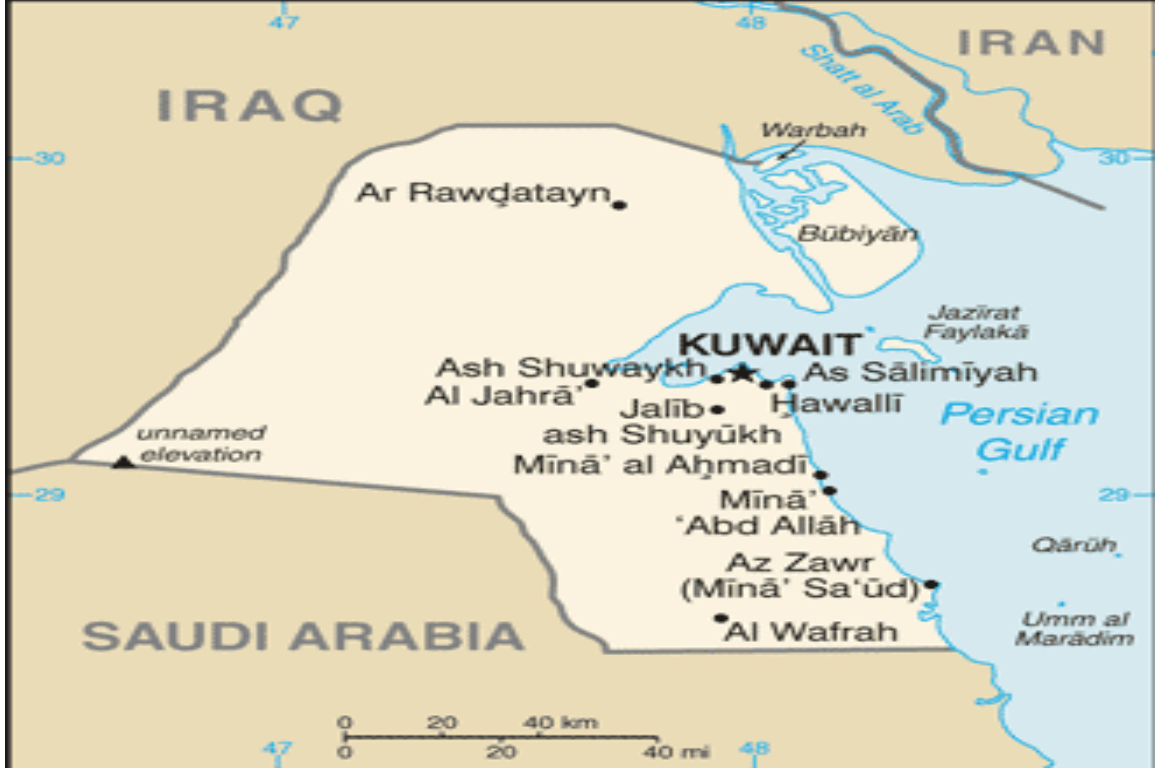 47
48
IRAN
IRAQ
Shatt al Arab
Warbah
30
30
Ar Rawḑatayn
Būbiyān
Jazīrat
Faylakā
KUWAIT
Ash Shuwaykh
As Sālimīyah
Al Jahrā’
Ḩawallī
Jalīb
ash Shuyūkh
Persian
Gulf
unnamed
elevation
Mīnā’ al Aḩmadī
29
29
Mīnā’
‘Abd Allāh
Qārūh
Az Zawr
(Mīnā’ Sa‘ūd)
Umm al
Marādim
Al Wafrah
SAUDI ARABIA
0 20 40 km
0 20 40 mi
47
48